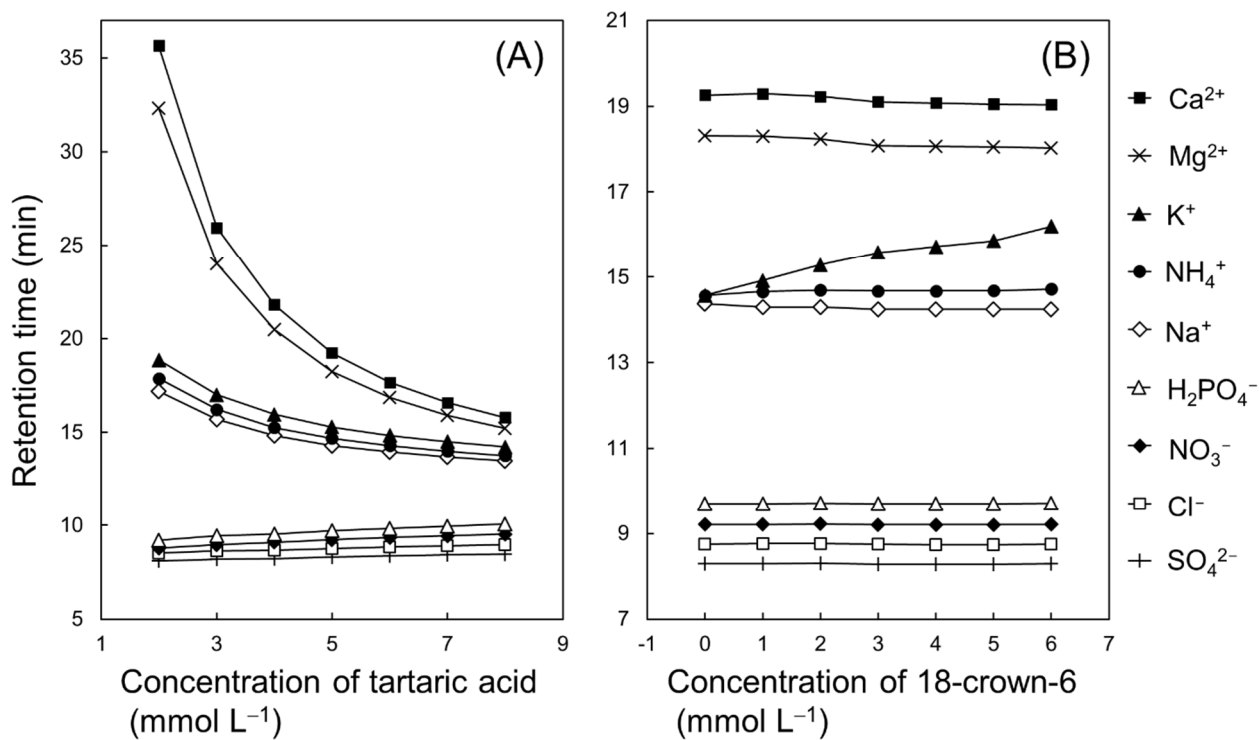 (A)
35
30
25
20
15
10
5
1
3
5
7
9
Retention time (min)
Concentration of tartaric acid
(mmol L⁻¹)
(B)
21
19
17
15
13
11
9
7
-1
0
1
2
3
4
5
6
7
Concentration of 18-crown-6
(mmol L⁻¹)
Ca²⁺
Mg²⁺
K⁺
NH₄⁺
Na⁺
H₂PO₄⁻
NO₃⁻
Cl⁻
SO₄²⁻